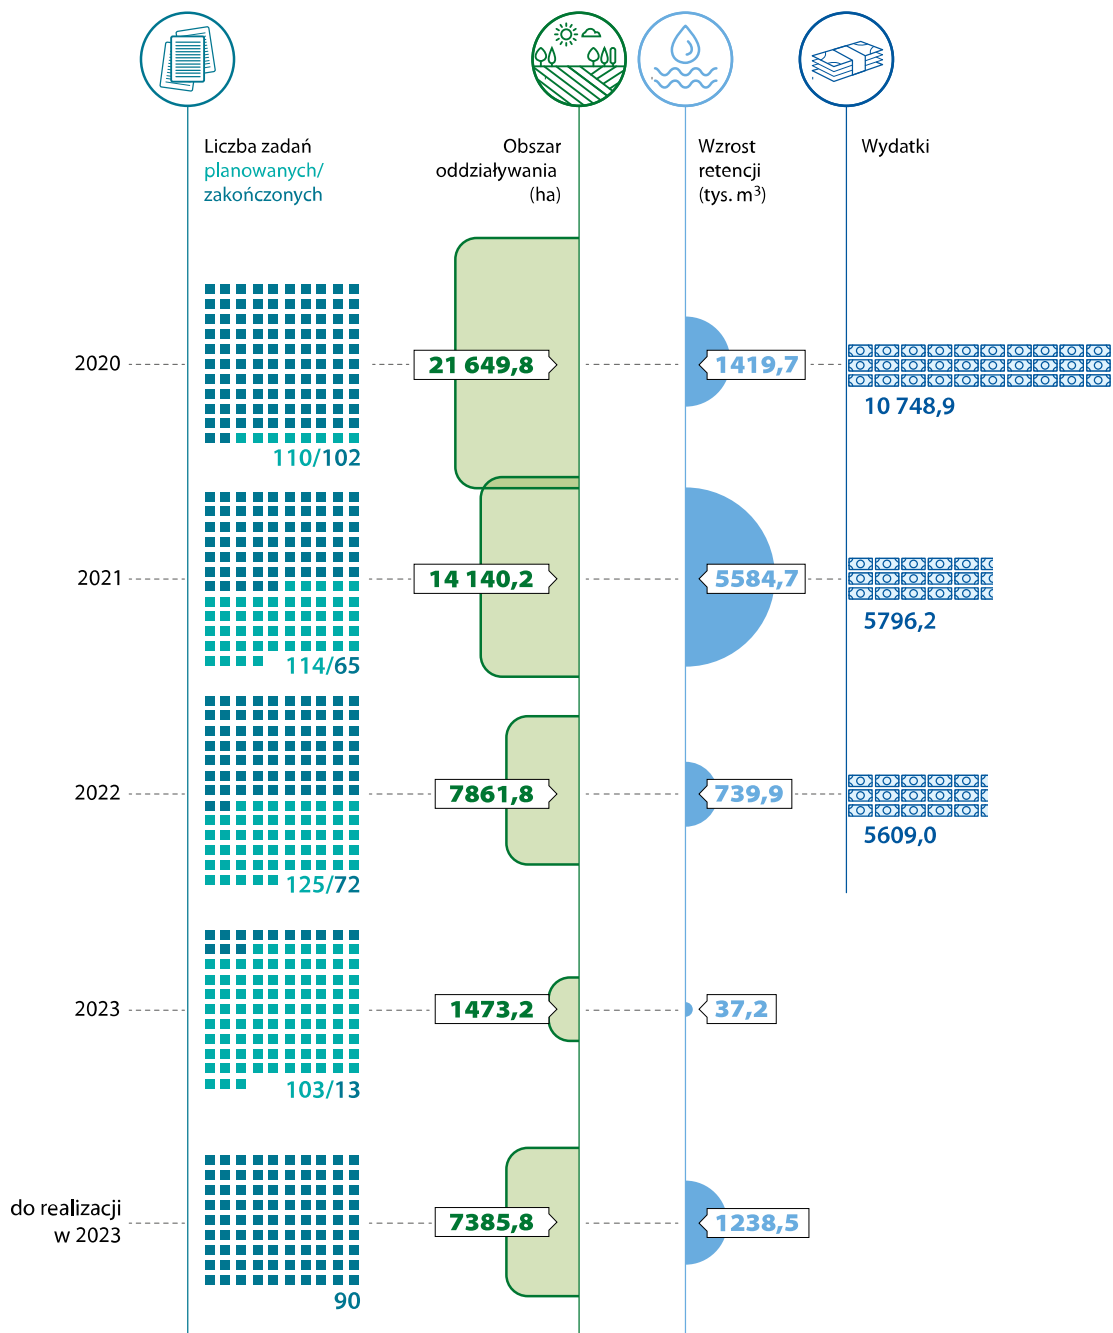 Liczba zadań
planowanych/
zakończonych
Obszar
oddziaływania
(ha)
Wzrost
retencji
(tys. m³)
Wydatki
2020
110/102
21 649,8
1419,7
10 748,9
2021
114/65
14 140,2
5584,7
5796,2
2022
125/72
7861,8
739,9
5609,0
2023
103/13
1473,2
37,2
do realizacji
w 2023
90
7385,8
1238,5